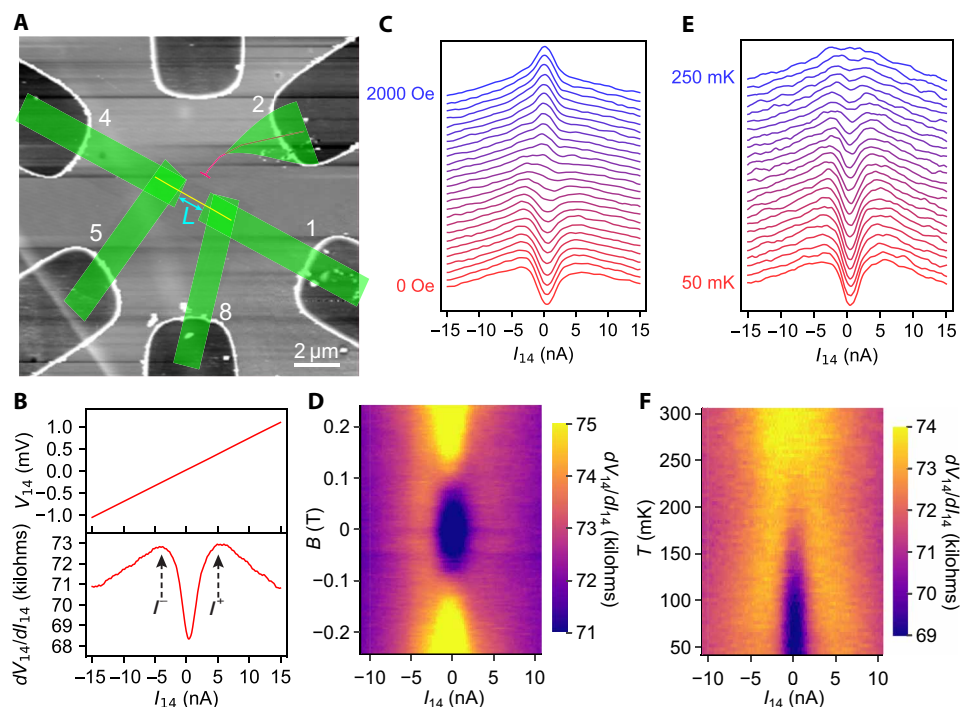 A
4
2
L
5
1
8
2 μm
B
1.0
0.5
0.0
−0.5
−1.0
V14 (mV)
73
72
71
70
69
68
dV14/dI14 (kilohms)
I−
I+
−15 −10 −5 0 5 10 15
I14 (nA)
C
2000 Oe
0 Oe
−15 −10 −5 0 5 10 15
I14 (nA)
D
0.2
0.1
0
−0.1
−0.2
B (T)
−10 0 10
I14 (nA)
75
74
73
72
71
dV14/dI14 (kilohms)
E
250 mK
50 mK
−15 −10 −5 0 5 10 15
I14 (nA)
F
300
250
200
150
100
50
T (mK)
−10 −5 0 5 10
I14 (nA)
74
73
72
71
70
69
dV14/dI14 (kilohms)